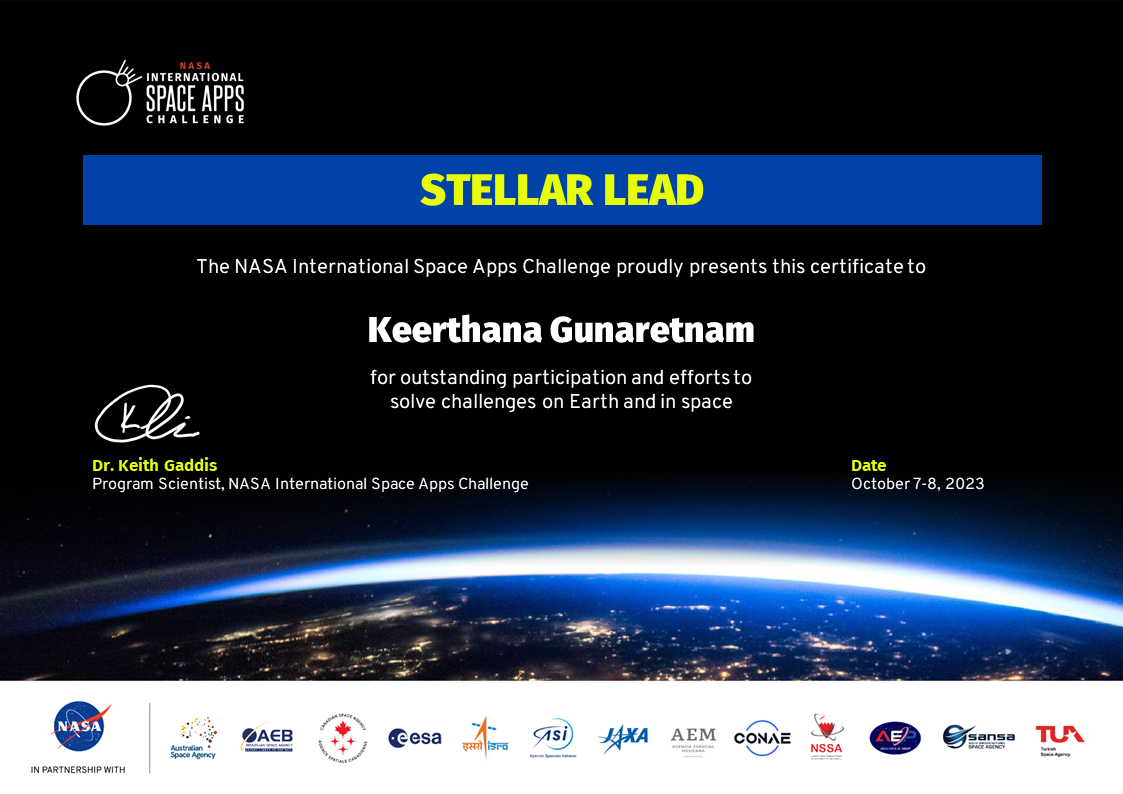 NASA
INTERNATIONAL
SPACE APPS
CHALLENGE
STELLAR LEAD
The NASA International Space Apps Challenge proudly presents this certificate to
Keerthana Gunaretnam
for outstanding participation and efforts to
solve challenges on Earth and in space
Dr. Keith Gaddis
Program Scientist, NASA International Space Apps Challenge
Date
October 7-8, 2023
NASA
IN PARTNERSHIP WITH
Australian
Space Agency
AEB
BRAZILIAN SPACE AGENCY
CANADIAN SPACE AGENCY
AGENCE SPATIALE CANADIENNE
esa
इसरो isro
asi
Agenzia Spaziale Italiana
JAXA
AEM
AGENCIA ESPACIAL
MEXICANA
CONAE
NSSA
AEP
sansa
SOUTH AFRICAN NATIONAL
SPACE AGENCY
TUA
Turkish
Space Agency